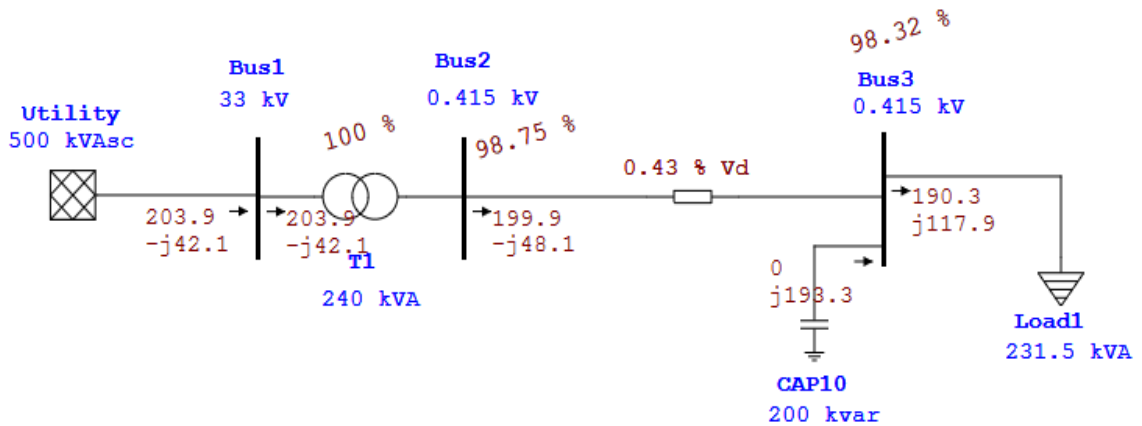 98.32 %
Bus1
33 kV
Bus2
0.415 kV
Bus3
0.415 kV
Utility
500 kVAsc
100 %
98.75 %
0.43 % Vd
203.9
-j42.1
203.9
-j42.1
199.9
-j48.1
190.3
j117.9
T1
240 kVA
0
j193.3
Load1
231.5 kVA
CAP10
200 kvar